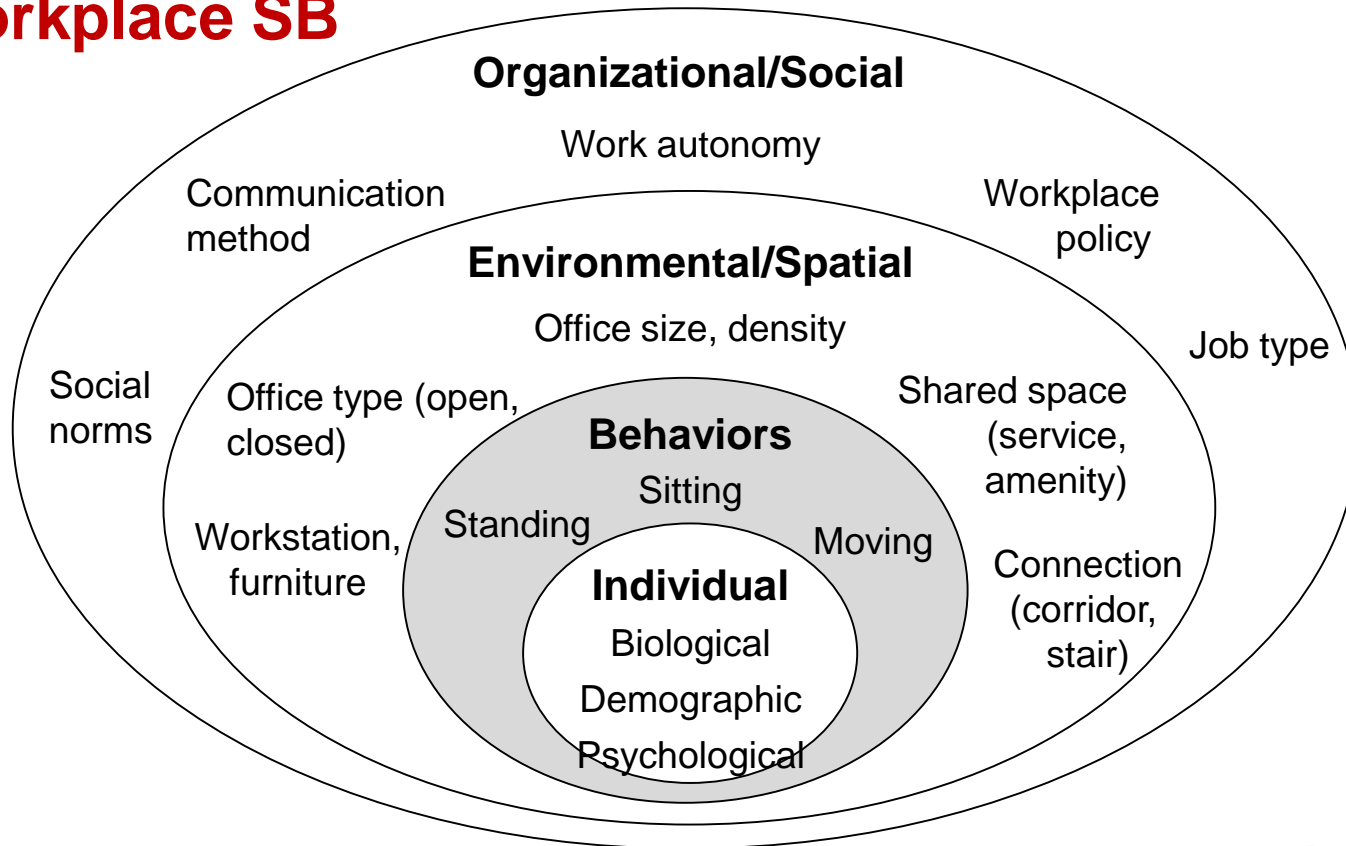 orkplace SB
Organizational/Social
Work autonomy
Communication
method
Workplace
policy
Environmental/Spatial
Office size, density
Job type
Social
norms
Office type (open,
closed)
Shared space
(service,
amenity)
Behaviors
Sitting
Standing
Moving
Workstation,
furniture
Connection
(corridor,
stair)
Individual
Biological
Demographic
Psychological